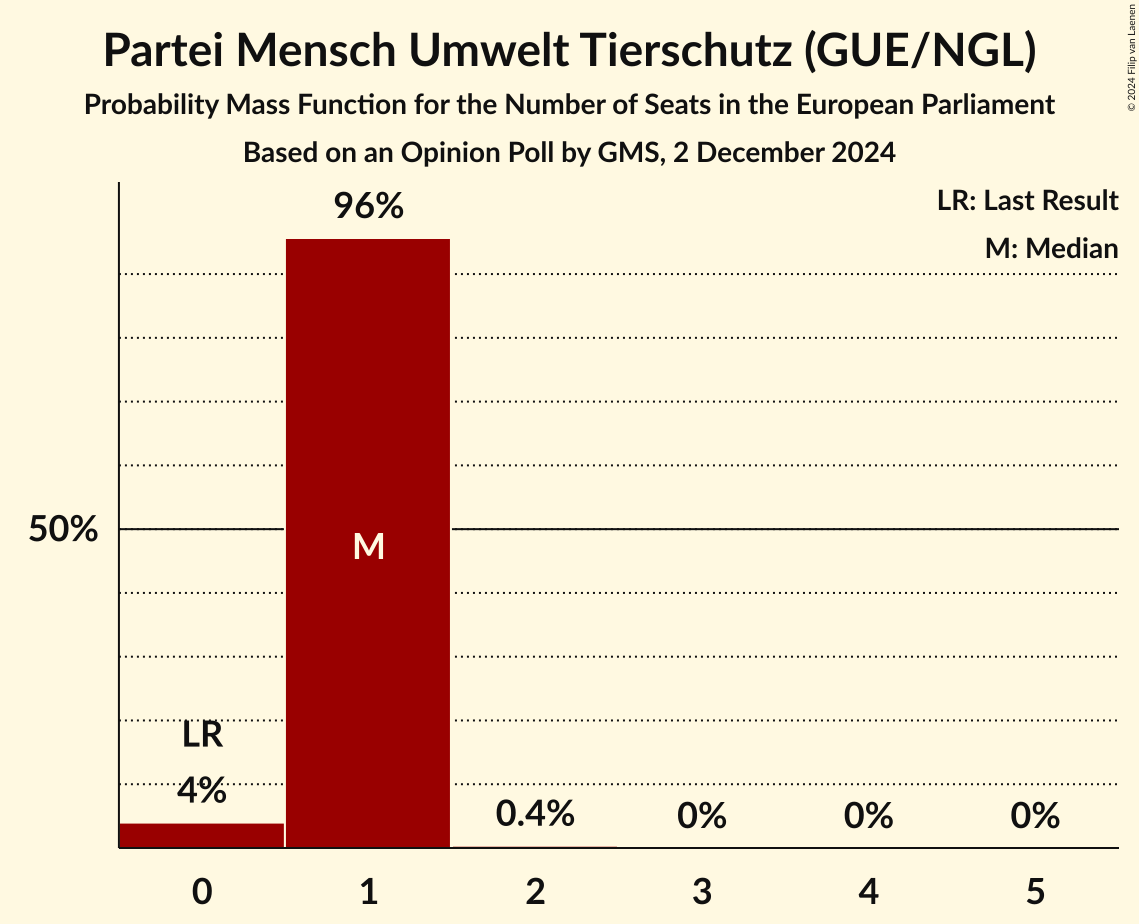 Partei Mensch Umwelt Tierschutz (GUE/NGL)
Probability Mass Function for the Number of Seats in the European Parliament
Based on an Opinion Poll by GMS, 2 December 2024
© 2024 Filip van Laenen
LR: Last Result
M: Median
96%
50%
M
LR
4%
0.4%
0%
0%
0%
0
1
2
3
4
5